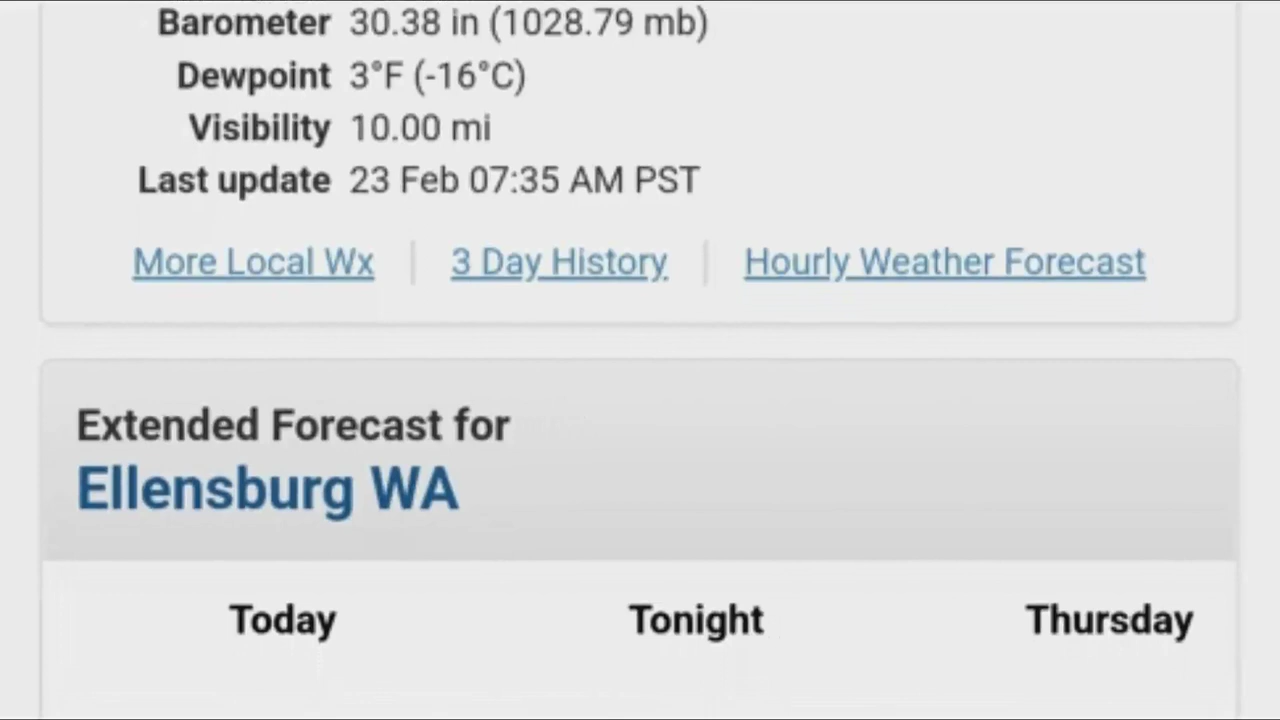 Barometer 30.38 in (1028.79 mb)
Dewpoint 3°F (-16°C)
Visibility 10.00 mi
Last update 23 Feb 07:35 AM PST
More Local Wx | 3 Day History | Hourly Weather Forecast
Extended Forecast for
Ellensburg WA
Today Tonight Thursday